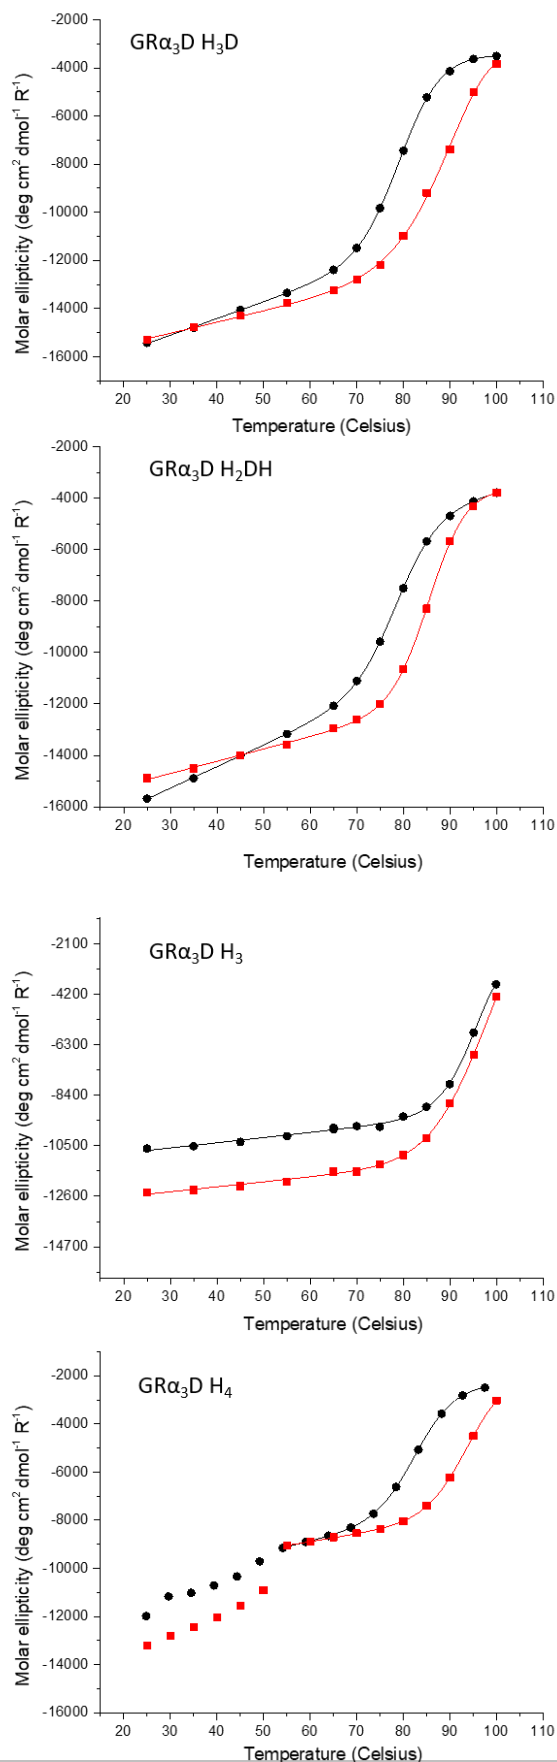 GRα₃D H₃D
Molar ellipticity (deg cm² dmol⁻¹ R⁻¹)
-2000
-4000
-6000
-8000
-10000
-12000
-14000
-16000
20 30 40 50 60 70 80 90 100 110
Temperature (Celsius)
GRα₃D H₂DH
Molar ellipticity (deg cm² dmol⁻¹ R⁻¹)
-2000
-4000
-6000
-8000
-10000
-12000
-14000
-16000
20 30 40 50 60 70 80 90 100 110
Temperature (Celsius)
GRα₃D H₃
Molar ellipticity (deg cm² dmol⁻¹ R⁻¹)
-2100
-4200
-6300
-8400
-10500
-12600
-14700
20 30 40 50 60 70 80 90 100 110
Temperature (Celsius)
GRα₃D H₄
Molar ellipticity (deg cm² dmol⁻¹ R⁻¹)
-2000
-4000
-6000
-8000
-10000
-12000
-14000
-16000
20 30 40 50 60 70 80 90 100 110
Temperature (Celsius)